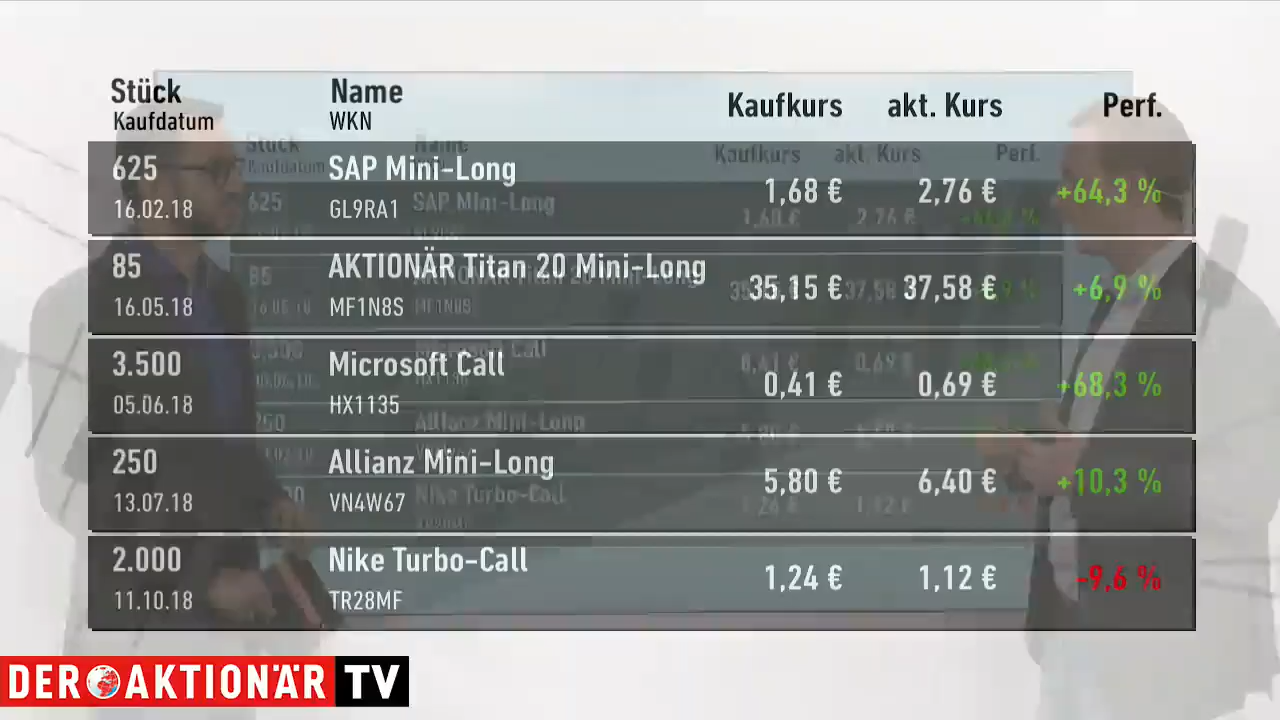 Stück Name Kaufkurs akt. Kurs Perf.
Kaufdatum WKN
625 SAP Mini-Long 1,68 € 2,76 € +64,3 %
16.02.18 GL9RA1
85 AKTIONÄR Titan 20 Mini-Long 35,15 € 37,58 € +6,9 %
16.05.18 MF1N8S
3.500 Microsoft Call 0,41 € 0,69 € +68,3 %
05.06.18 HX1135
250 Allianz Mini-Long 5,80 € 6,40 € +10,3 %
13.07.18 VN4W67
2.000 Nike Turbo-Call 1,24 € 1,12 € -9,6 %
11.10.18 TR28MF
DER AKTIONÄR TV